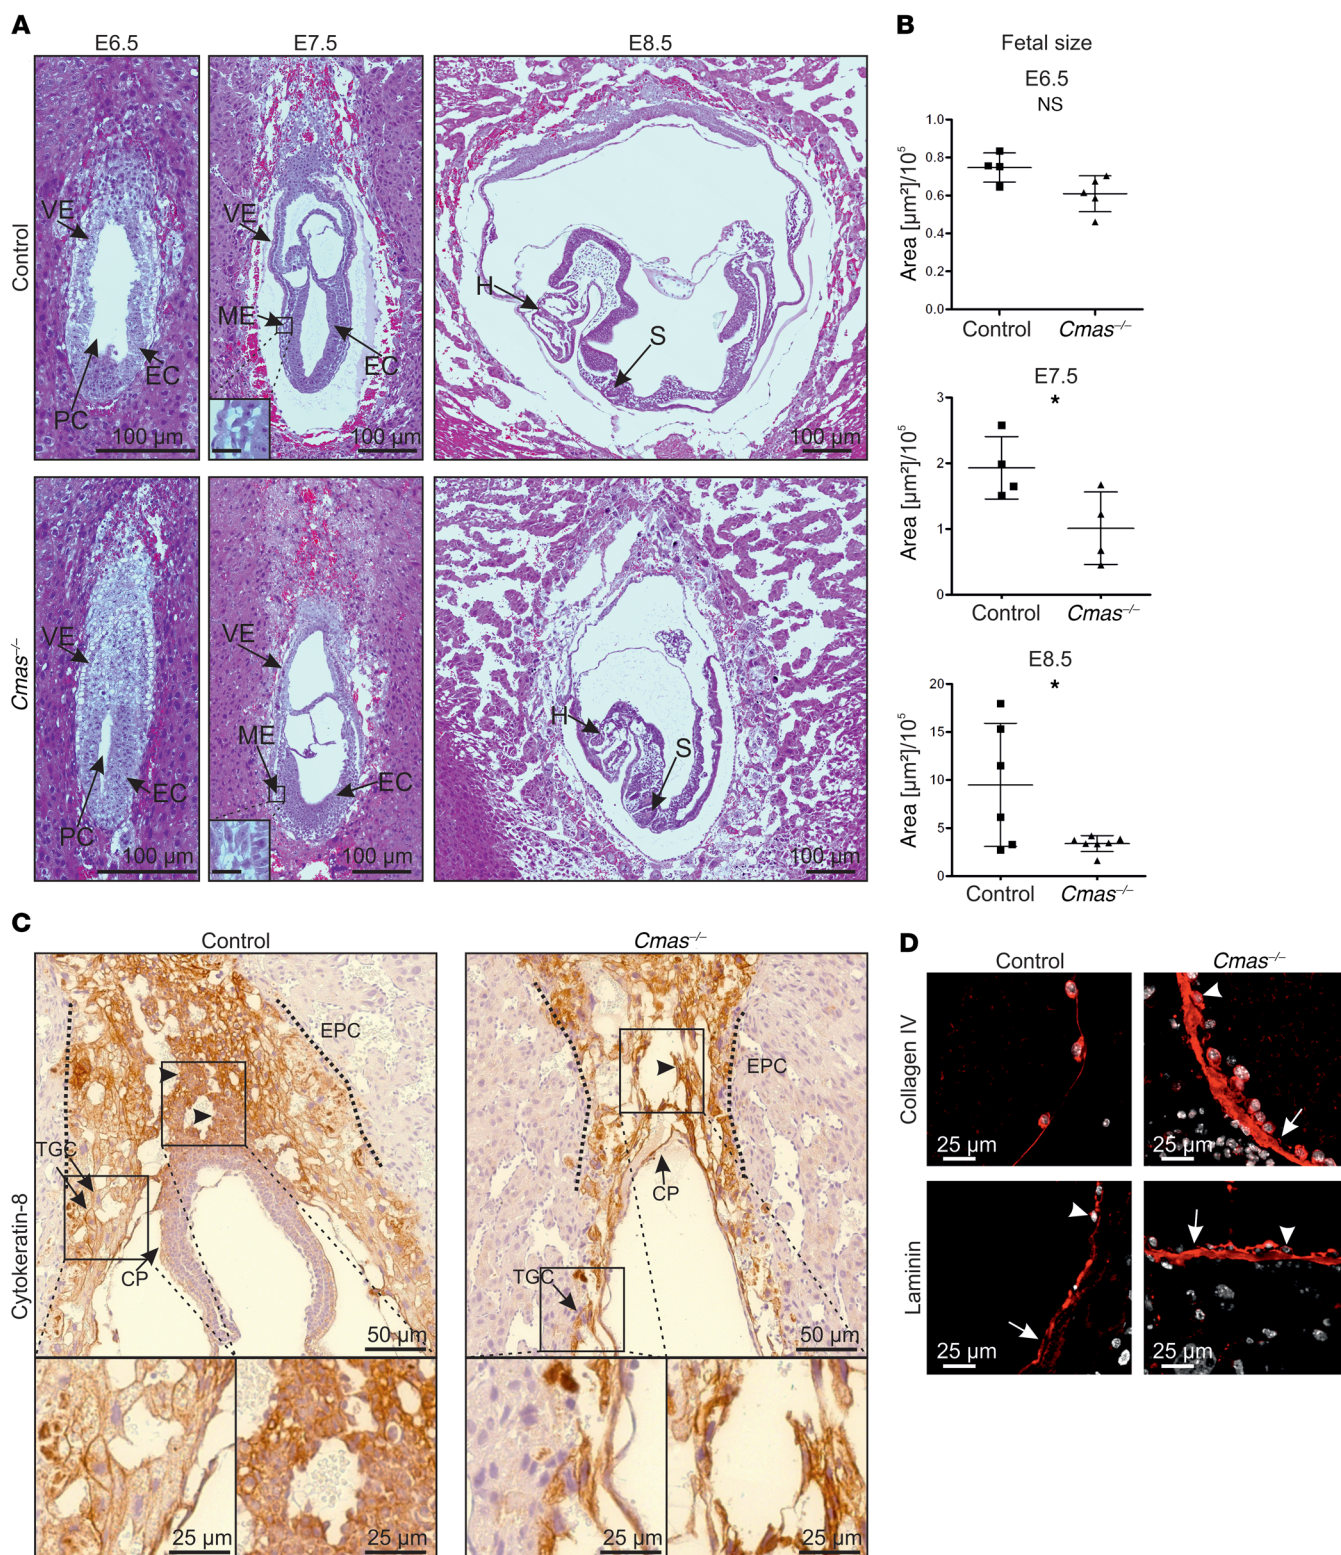 A
E6.5
E7.5
E8.5
Control
VE
PC
EC
100 µm
VE
ME
EC
100 µm
H
S
100 µm
Cmas–/–
VE
PC
EC
100 µm
VE
ME
EC
100 µm
H
S
100 µm
B
Fetal size
E6.5
NS
Area [µm²]/10⁵
1.0
0.8
0.6
0.4
0.2
0.0
Control
Cmas–/–
E7.5
*
Area [µm²]/10⁵
3
2
1
0
Control
Cmas–/–
E8.5
*
Area [µm²]/10⁵
20
15
10
5
0
Control
Cmas–/–
C
Control
Cmas–/–
Cytokeratin-8
EPC
TGC
CP
50 µm
25 µm
25 µm
EPC
CP
TGC
50 µm
25 µm
25 µm
D
Control
Cmas–/–
Collagen IV
25 µm
25 µm
Laminin
25 µm
25 µm